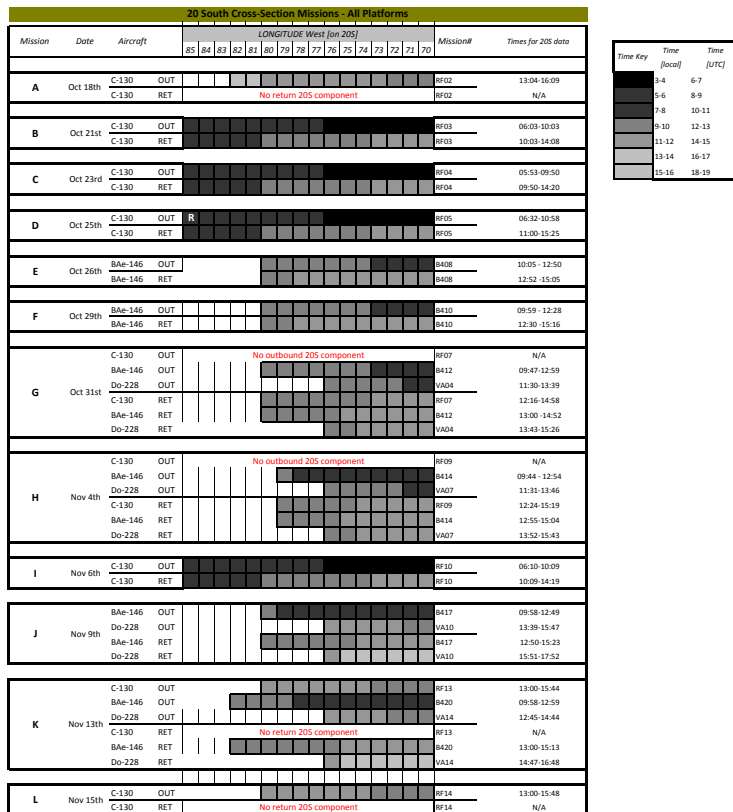 20 South Cross-Section Missions - All Platforms
Mission Date Aircraft LONGITUDE West [on 20S] Mission# Times for 20S data
85 84 83 82 81 80 79 78 77 76 75 74 73 72 71 70
A Oct 18th
C-130 OUT RF02 13:04-16:09
C-130 RET No return 20S component RF02 N/A
B Oct 21st
C-130 OUT RF03 06:03-10:03
C-130 RET RF03 10:03-14:08
C Oct 23rd
C-130 OUT RF04 05:53-09:50
C-130 RET RF04 09:50-14:20
D Oct 25th
C-130 OUT R RF05 06:32-10:58
C-130 RET RF05 11:00-15:25
E Oct 26th
BAe-146 OUT B408 10:05 - 12:50
BAe-146 RET B408 12:52 -15:05
F Oct 29th
BAe-146 OUT B410 09:59 - 12:28
BAe-146 RET B410 12:30 -15:16
G Oct 31st
C-130 OUT No outbound 20S component RF07 N/A
BAe-146 OUT B412 09:47-12:59
Do-228 OUT VA04 11:30-13:39
C-130 RET RF07 12:16-14:58
BAe-146 RET B412 13:00 -14:52
Do-228 RET VA04 13:43-15:26
H Nov 4th
C-130 OUT No outbound 20S component RF09 N/A
BAe-146 OUT B414 09:44 - 12:54
Do-228 OUT VA07 11:31-13:46
C-130 RET RF09 12:24-15:19
BAe-146 RET B414 12:55-15:04
Do-228 RET VA07 13:52-15:43
I Nov 6th
C-130 OUT RF10 06:10-10:09
C-130 RET RF10 10:09-14:19
J Nov 9th
BAe-146 OUT B417 09:58-12:49
Do-228 OUT VA10 13:39-15:47
BAe-146 RET B417 12:50-15:23
Do-228 RET VA10 15:51-17:52
K Nov 13th
C-130 OUT RF13 13:00-15:44
BAe-146 OUT B420 09:58-12:59
Do-228 OUT VA14 12:45-14:44
C-130 RET No return 20S component RF13 N/A
BAe-146 RET B420 13:00-15:13
Do-228 RET VA14 14:47-16:48
L Nov 15th
C-130 OUT RF14 13:00-15:48
C-130 RET No return 20S component RF14 N/A
Time Key Time Time
[local] [UTC]
3-4 6-7
5-6 8-9
7-8 10-11
9-10 12-13
11-12 14-15
13-14 16-17
15-16 18-19